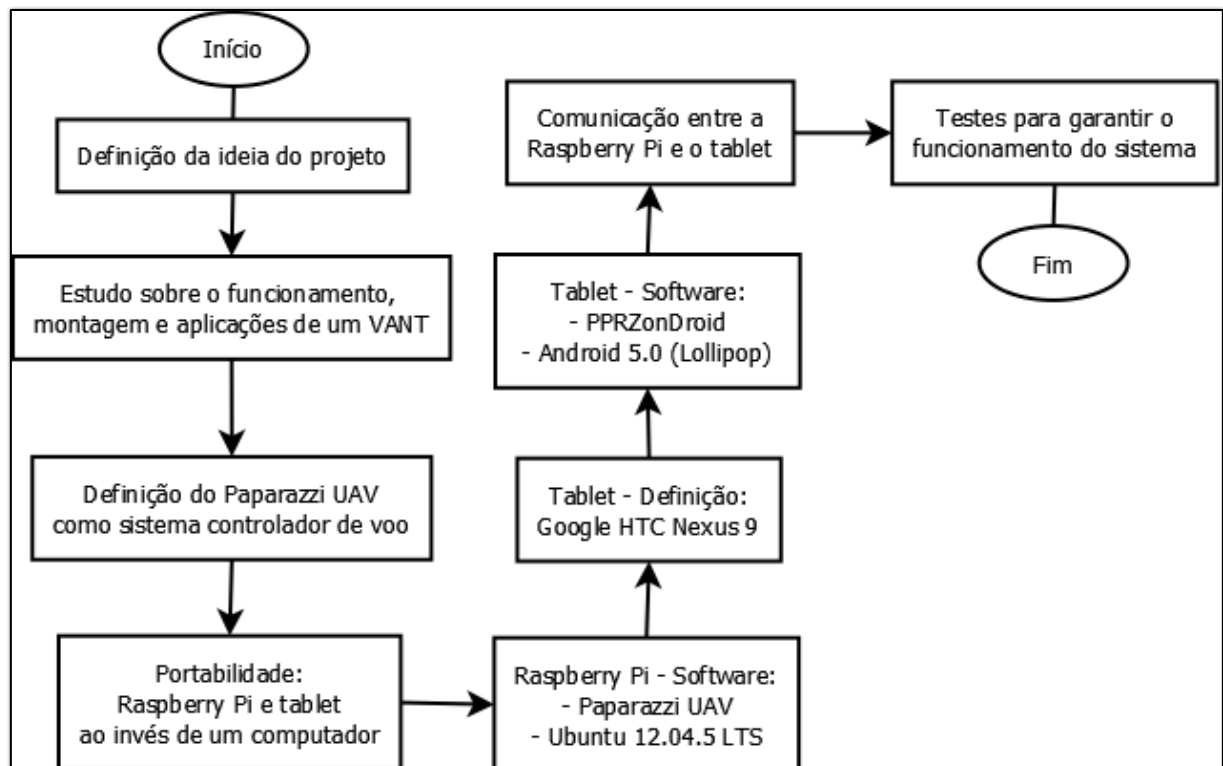 Início
Definição da ideia do projeto
Estudo sobre o funcionamento,
montagem e aplicações de um VANT
Definição do Paparazzi UAV
como sistema controlador de voo
Portabilidade:
Raspberry Pi e tablet
ao invés de um computador
Raspberry Pi - Software:
- Paparazzi UAV
- Ubuntu 12.04.5 LTS
Tablet - Definição:
Google HTC Nexus 9
Tablet - Software:
- PPRZonDroid
- Android 5.0 (Lollipop)
Comunicação entre a
Raspberry Pi e o tablet
Testes para garantir o
funcionamento do sistema
Fim